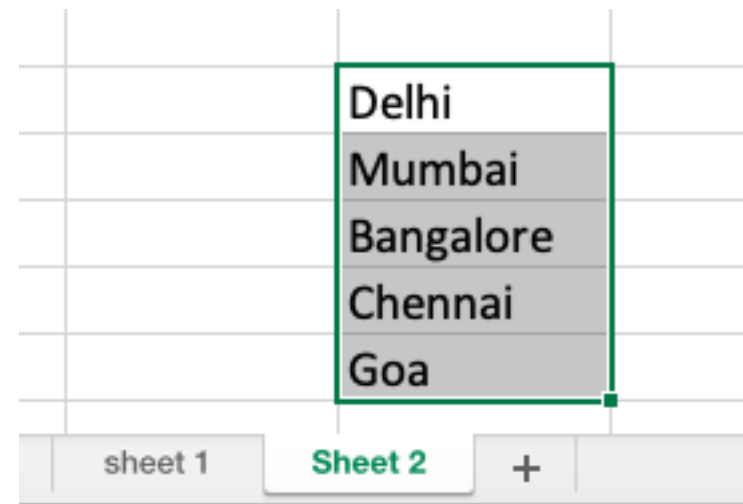 Delhi
Mumbai
Bangalore
Chennai
Goa
sheet 1 Sheet 2 +